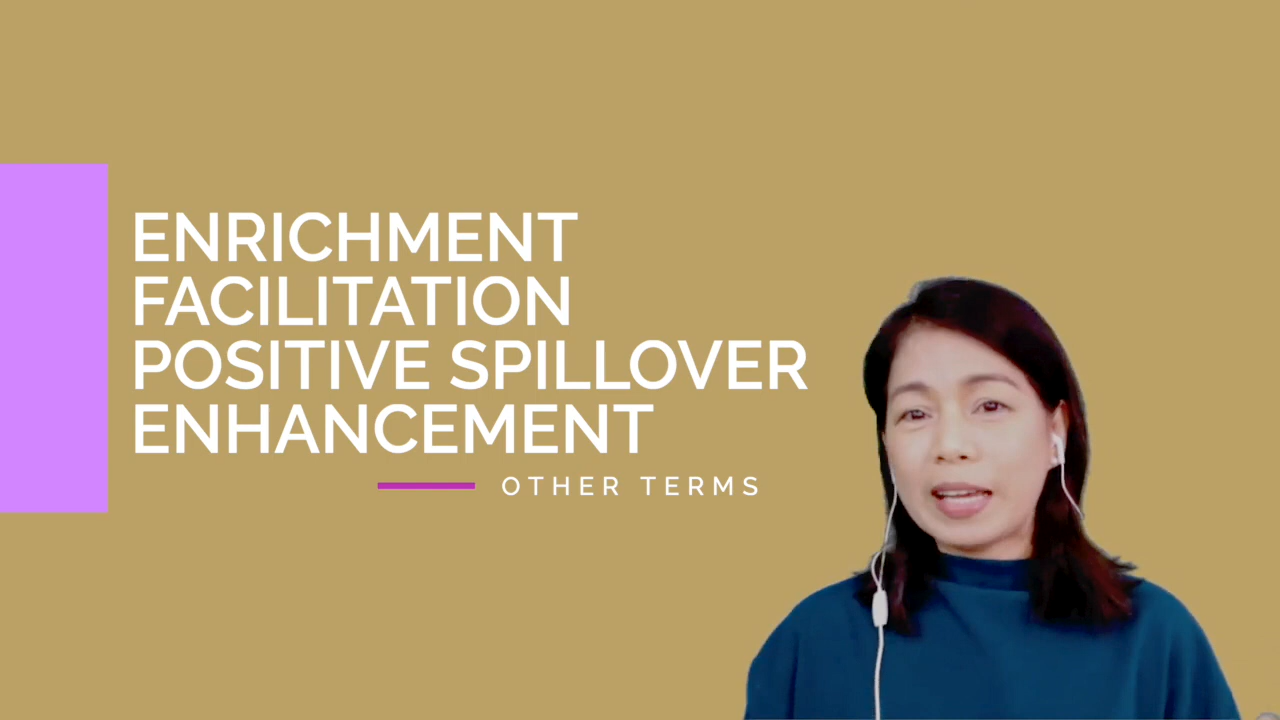 ENRICHMENT
FACILITATION
POSITIVE SPILLOVER
ENHANCEMENT
OTHER TERMS